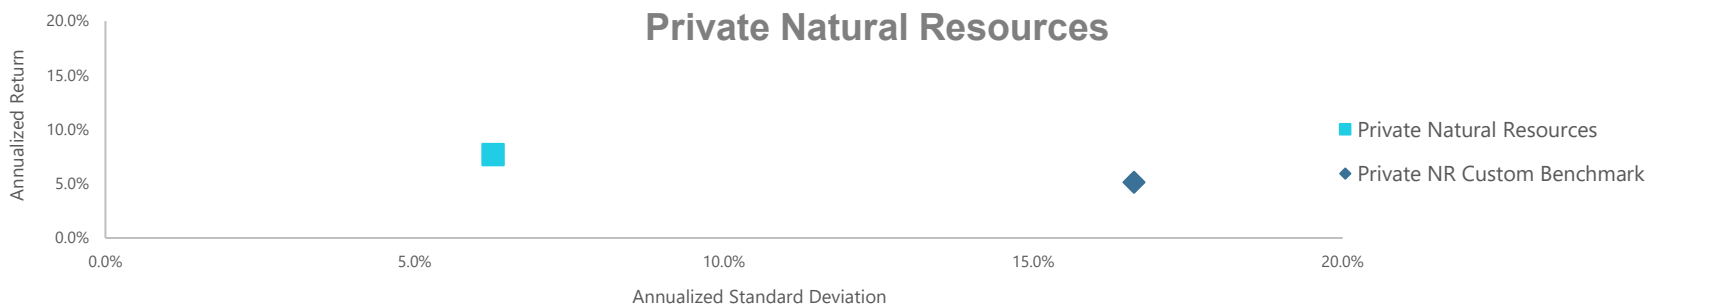 Private Natural Resources
20.0%
15.0%
10.0%
5.0%
0.0%
Annualized Return
0.0%
5.0%
10.0%
15.0%
20.0%
Annualized Standard Deviation
Private Natural Resources
Private NR Custom Benchmark